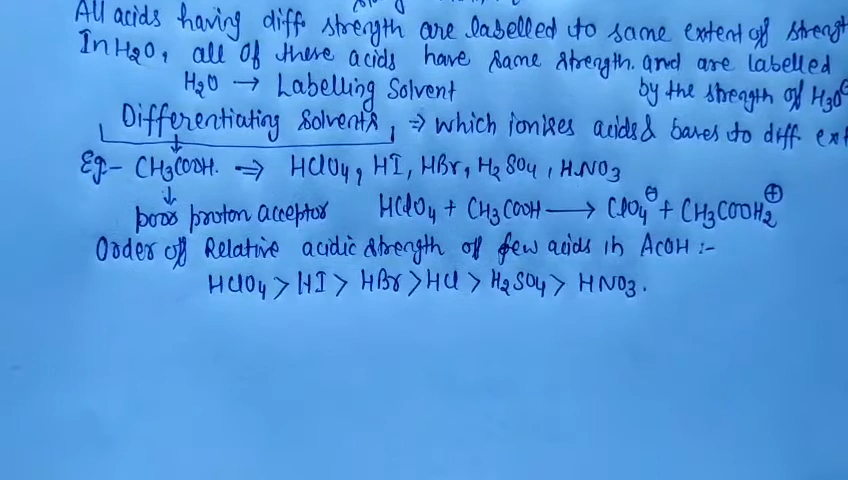 All acids having diff strength are labelled to same extent of strengt
In H2O, all of these acids have same strength. and are labelled
H2O → Labelling Solvent by the strength of H3O⊕
Differentiating Solvents ⇒ which ionises acids & bases to diff ext
Eg- CH3COOH. ⇒ HClO4, HI, HBr, H2SO4, HNO3
poor proton acceptor HClO4 + CH3COOH → ClO4⊖ + CH3COOH2⊕
Order of Relative acidic strength of few acids in AcOH :-
HClO4 > HI > HBr > HCl > H2SO4 > HNO3.